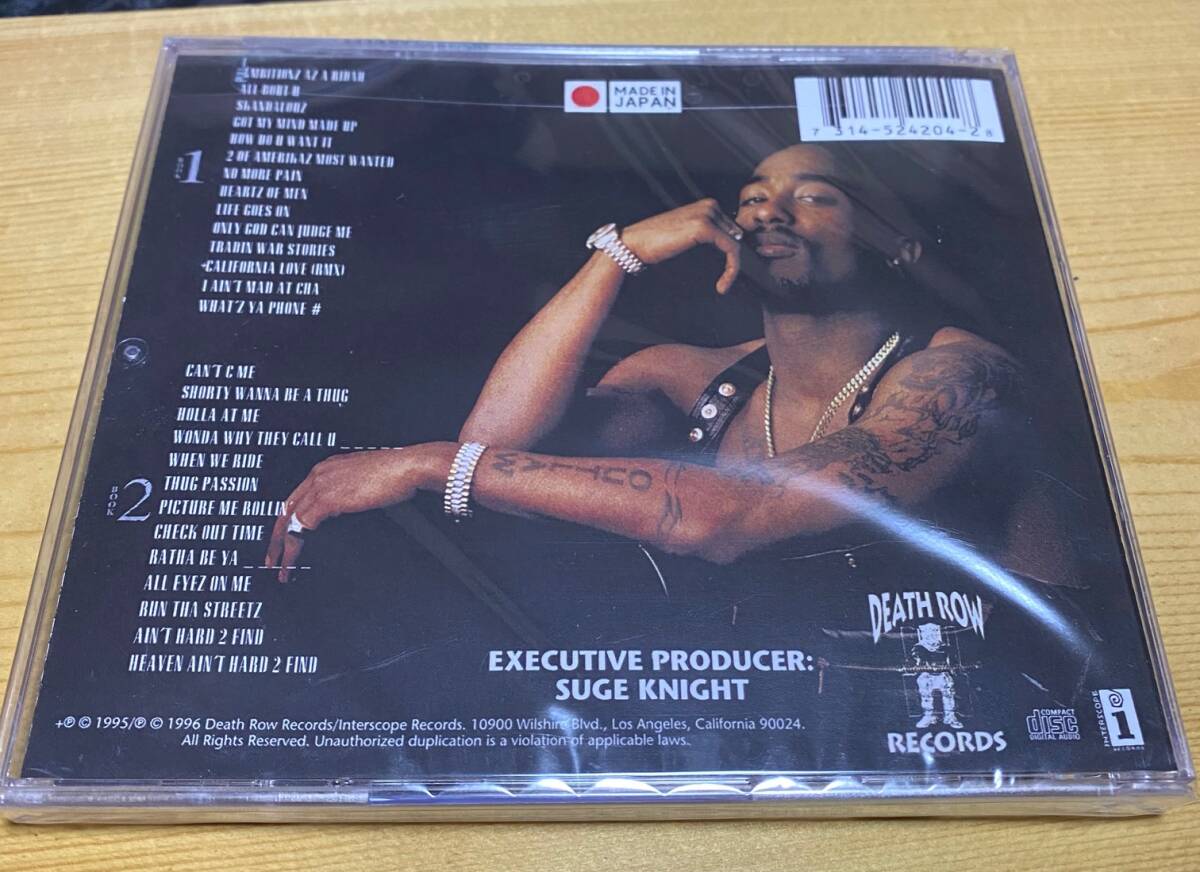 AMBITIONZ AZ A RIDAH
ALL BOUT U
SKANDALOUZ
GOT MY MIND MADE UP
HOW DO U WANT IT
2 OF AMERIKAZ MOST WANTED
NO MORE PAIN
HEARTZ OF MEN
LIFE GOES ON
ONLY GOD CAN JUDGE ME
TRADIN WAR STORIES
+CALIFORNIA LOVE (RMX)
I AIN'T MAD AT CHA
WHAT'Z YA PHONE #
BOOK 1
CAN'T C ME
SHORTY WANNA BE A THUG
HOLLA AT ME
WONDA WHY THEY CALL U _ _ _ _ _
WHEN WE RIDE
THUG PASSION
PICTURE ME ROLLIN'
CHECK OUT TIME
RATHA BE YA _ _ _ _ _
ALL EYEZ ON ME
RUN THA STREETZ
AIN'T HARD 2 FIND
HEAVEN AIN'T HARD 2 FIND
BOOK 2
MADE IN
JAPAN
7 314-524204-2 8
OUTLAW
EXECUTIVE PRODUCER:
SUGE KNIGHT
DEATH ROW
RECORDS
COMPACT
disc
DIGITAL AUDIO
INTERSCOPE
RECORDS
+℗ © 1995/℗ © 1996 Death Row Records/Interscope Records. 10900 Wilshire Blvd., Los Angeles, California 90024.
All Rights Reserved. Unauthorized duplication is a violation of applicable laws.